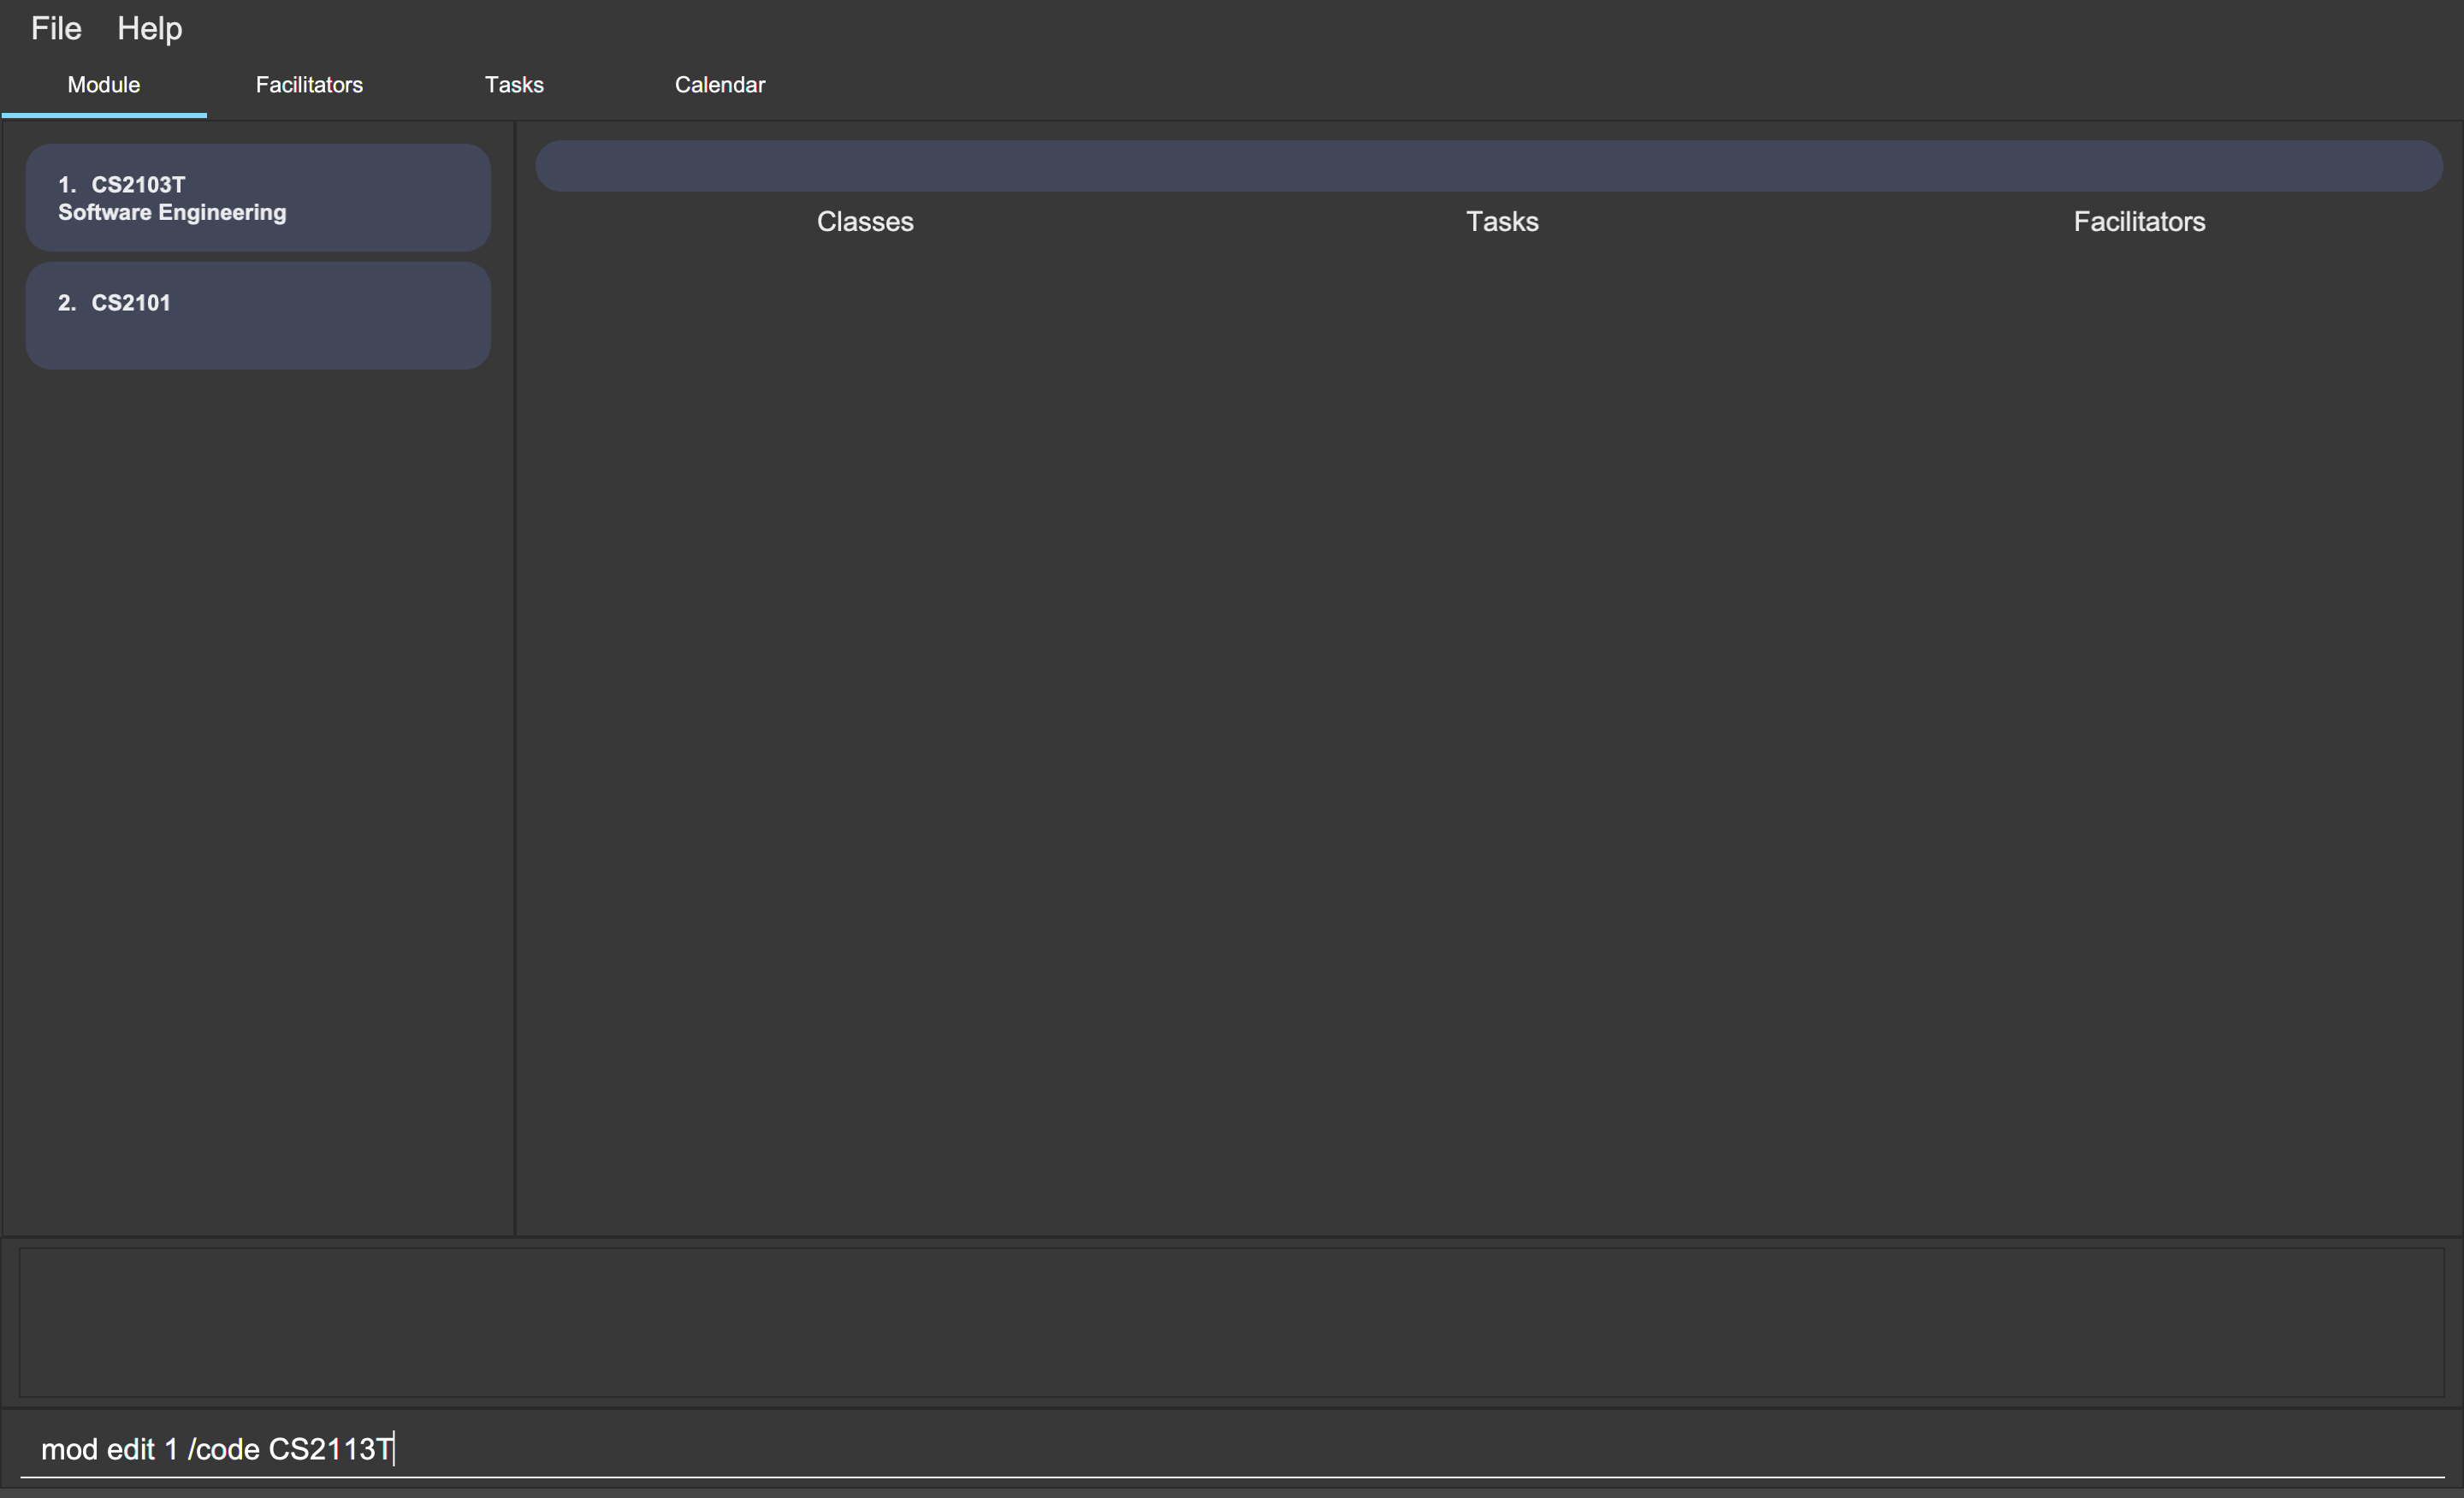 File Help
Module Facilitators Tasks Calendar
1. CS2103T
Software Engineering
2. CS2101
Classes Tasks Facilitators
mod edit 1 /code CS2113T